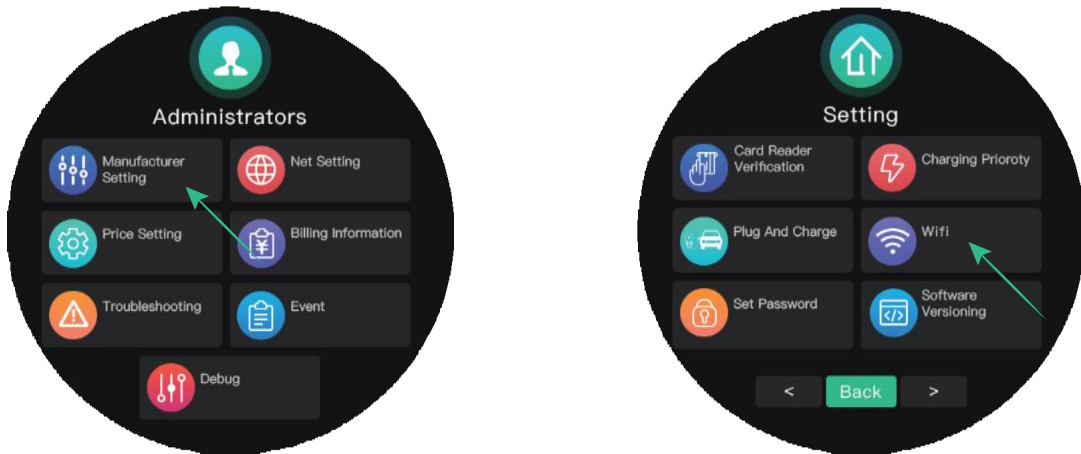 Administrators
Manufacturer
Setting
Net Setting
Price Setting
Billing Information
Troubleshooting
Event
Debug
Setting
Card Reader
Verification
Charging Prioroty
Plug And Charge
Wifi
Set Password
Software
Versioning
<
Back
>